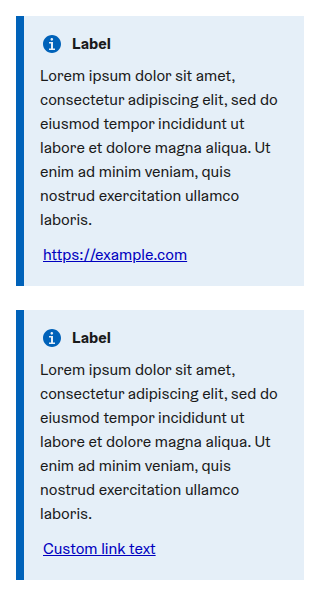 Label
Lorem ipsum dolor sit amet,
consectetur adipiscing elit, sed do
eiusmod tempor incididunt ut
labore et dolore magna aliqua. Ut
enim ad minim veniam, quis
nostrud exercitation ullamco
laboris.
https://example.com
Label
Lorem ipsum dolor sit amet,
consectetur adipiscing elit, sed do
eiusmod tempor incididunt ut
labore et dolore magna aliqua. Ut
enim ad minim veniam, quis
nostrud exercitation ullamco
laboris.
Custom link text